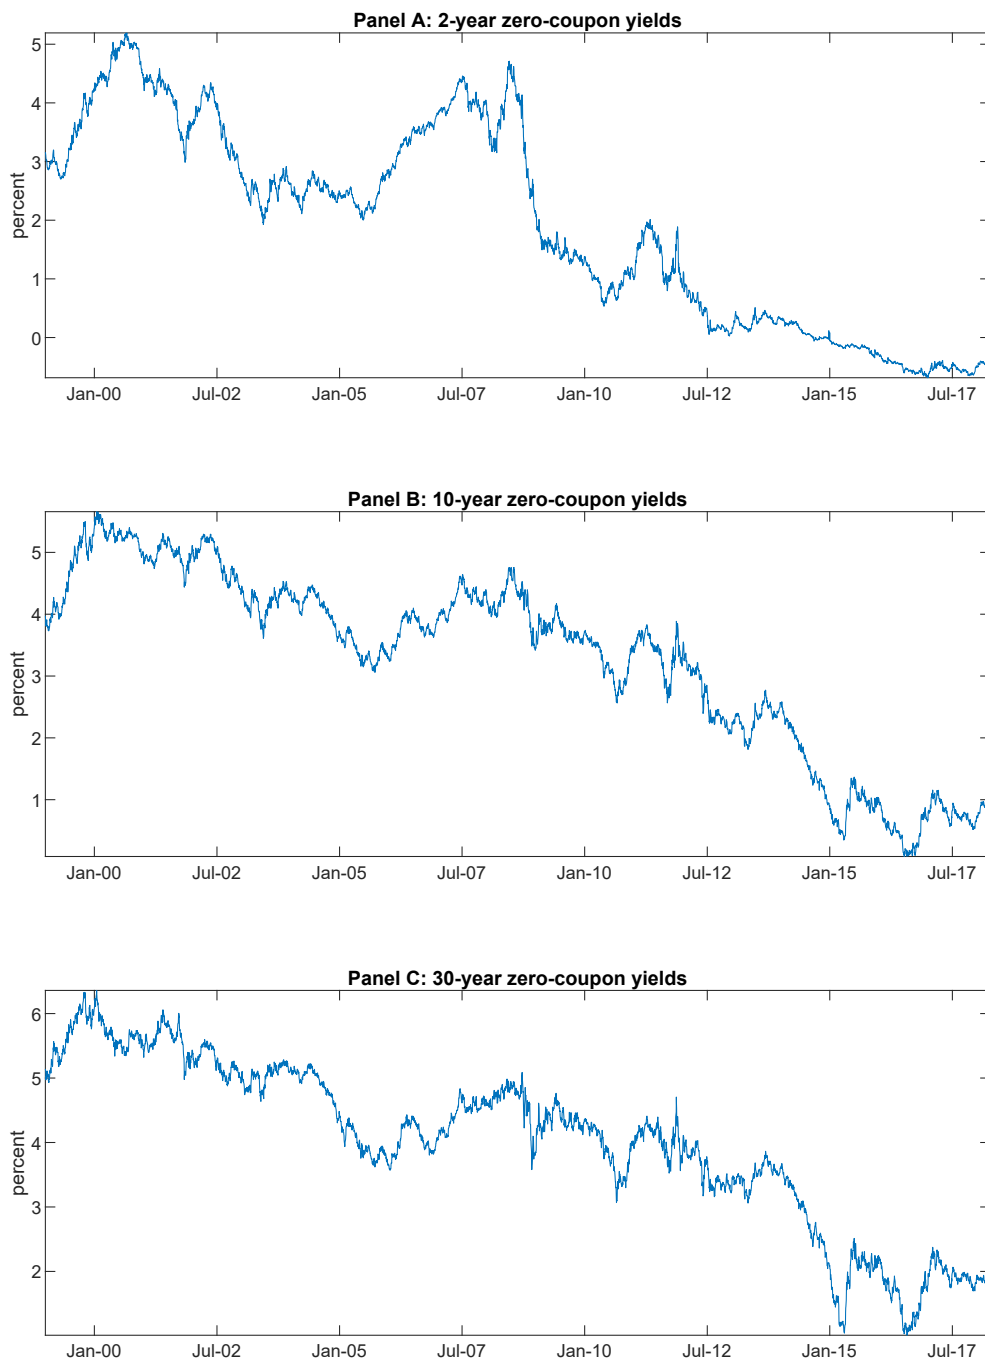 Panel A: 2-year zero-coupon yields
percent
5
4
3
2
1
0
Jan-00 Jul-02 Jan-05 Jul-07 Jan-10 Jul-12 Jan-15 Jul-17
Panel B: 10-year zero-coupon yields
percent
5
4
3
2
1
Jan-00 Jul-02 Jan-05 Jul-07 Jan-10 Jul-12 Jan-15 Jul-17
Panel C: 30-year zero-coupon yields
percent
6
5
4
3
2
Jan-00 Jul-02 Jan-05 Jul-07 Jan-10 Jul-12 Jan-15 Jul-17